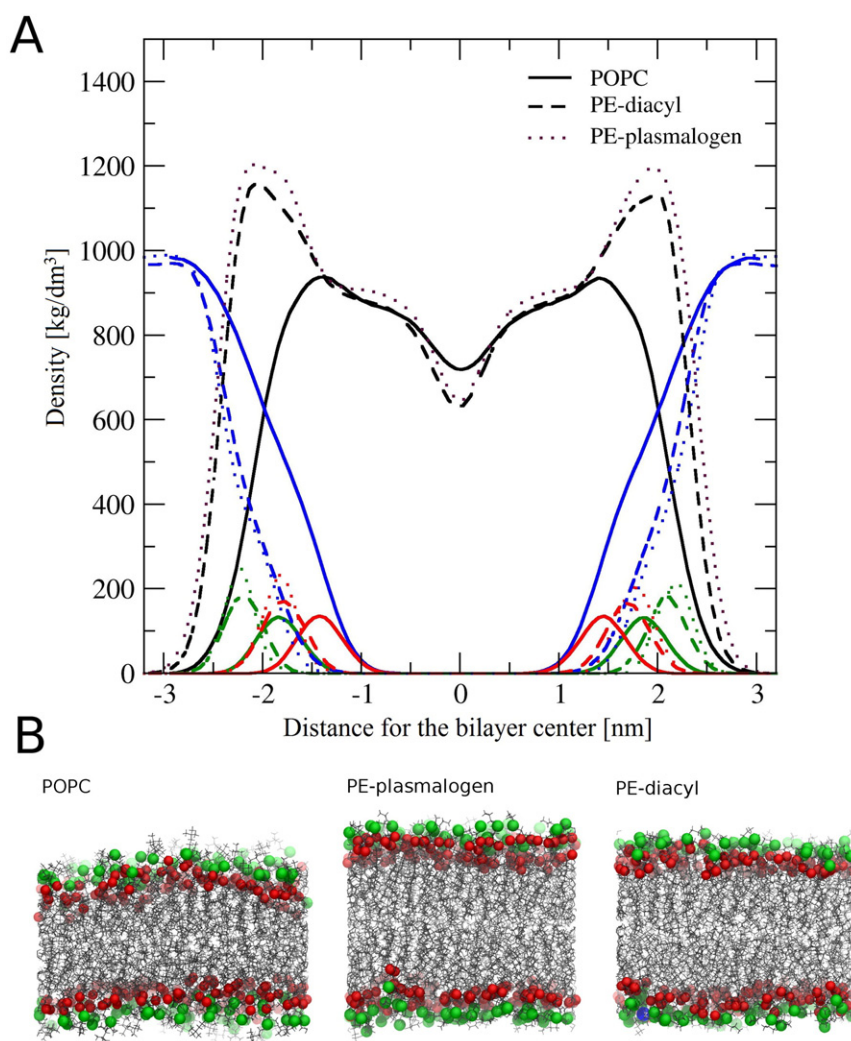 A
POPC
PE-diacyl
PE-plasmalogen
1400
1200
1000
800
600
400
200
0
Density [kg/dm³]
-3 -2 -1 0 1 2 3
Distance for the bilayer center [nm]
B
POPC PE-plasmalogen PE-diacyl